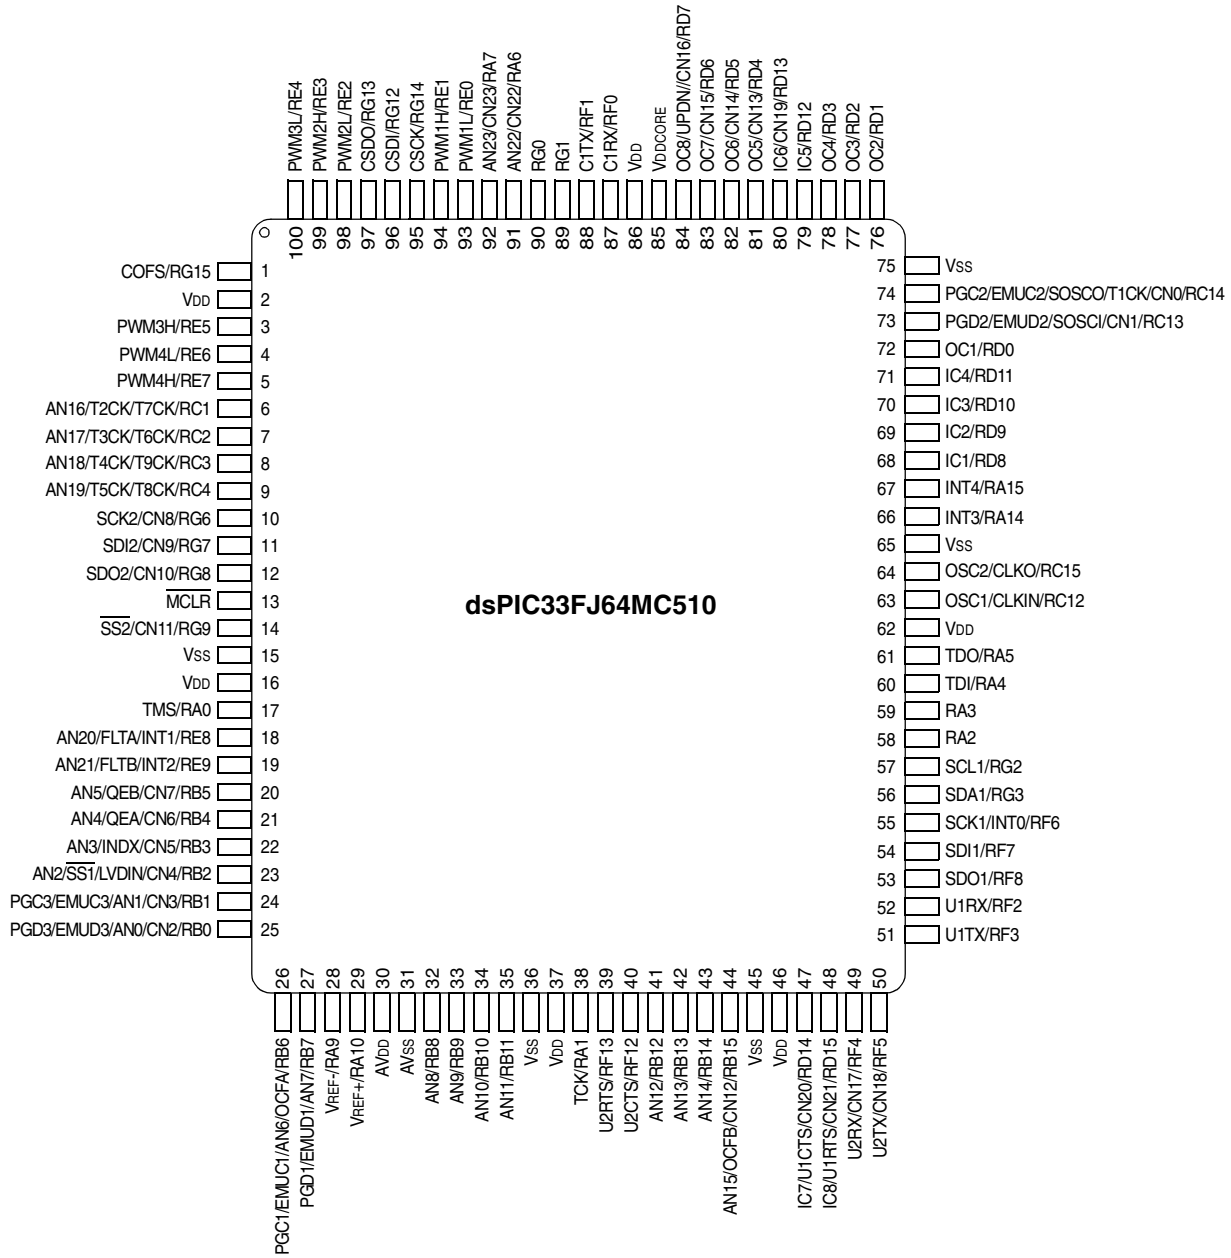 PWM3L/RE4
PWM2H/RE3
PWM2L/RE2
CSDO/RG13
CSDI/RG12
CSCK/RG14
PWM1H/RE1
PWM1L/RE0
AN23/CN23/RA7
AN22/CN22/RA6
RG0
RG1
C1TX/RF1
C1RX/RF0
VDD
VDDCORE
OC8/UPDN//CN16/RD7
OC7/CN15/RD6
OC6/CN14/RD5
OC5/CN13/RD4
IC6/CN19/RD13
IC5/RD12
OC4/RD3
OC3/RD2
OC2/RD1
100
99
98
97
96
95
94
93
92
91
90
89
88
87
86
85
84
83
82
81
80
79
78
77
76
COFS/RG15 1
VDD 2
PWM3H/RE5 3
PWM4L/RE6 4
PWM4H/RE7 5
AN16/T2CK/T7CK/RC1 6
AN17/T3CK/T6CK/RC2 7
AN18/T4CK/T9CK/RC3 8
AN19/T5CK/T8CK/RC4 9
SCK2/CN8/RG6 10
SDI2/CN9/RG7 11
SDO2/CN10/RG8 12
MCLR 13
SS2/CN11/RG9 14
VSS 15
VDD 16
TMS/RA0 17
AN20/FLTA/INT1/RE8 18
AN21/FLTB/INT2/RE9 19
AN5/QEB/CN7/RB5 20
AN4/QEA/CN6/RB4 21
AN3/INDX/CN5/RB3 22
AN2/SS1/LVDIN/CN4/RB2 23
PGC3/EMUC3/AN1/CN3/RB1 24
PGD3/EMUD3/AN0/CN2/RB0 25
dsPIC33FJ64MC510
75 VSS
74 PGC2/EMUC2/SOSCO/T1CK/CN0/RC14
73 PGD2/EMUD2/SOSCI/CN1/RC13
72 OC1/RD0
71 IC4/RD11
70 IC3/RD10
69 IC2/RD9
68 IC1/RD8
67 INT4/RA15
66 INT3/RA14
65 VSS
64 OSC2/CLKO/RC15
63 OSC1/CLKIN/RC12
62 VDD
61 TDO/RA5
60 TDI/RA4
59 RA3
58 RA2
57 SCL1/RG2
56 SDA1/RG3
55 SCK1/INT0/RF6
54 SDI1/RF7
53 SDO1/RF8
52 U1RX/RF2
51 U1TX/RF3
26
27
28
29
30
31
32
33
34
35
36
37
38
39
40
41
42
43
44
45
46
47
48
49
50
PGC1/EMUC1/AN6/OCFA/RB6
PGD1/EMUD1/AN7/RB7
VREF-/RA9
VREF+/RA10
AVDD
AVSS
AN8/RB8
AN9/RB9
AN10/RB10
AN11/RB11
VSS
VDD
TCK/RA1
U2RTS/RF13
U2CTS/RF12
AN12/RB12
AN13/RB13
AN14/RB14
AN15/OCFB/CN12/RB15
VSS
VDD
IC7/U1CTS/CN20/RD14
IC8/U1RTS/CN21/RD15
U2RX/CN17/RF4
U2TX/CN18/RF5